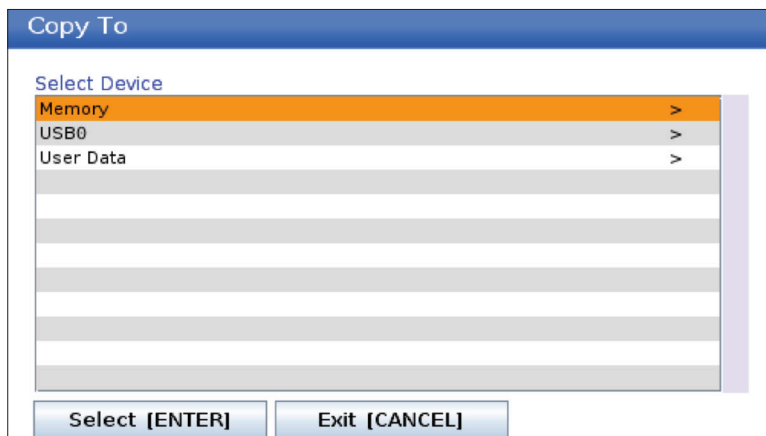 Copy To
Select Device
Memory >
USB0 >
User Data >
Select [ENTER] Exit [CANCEL]